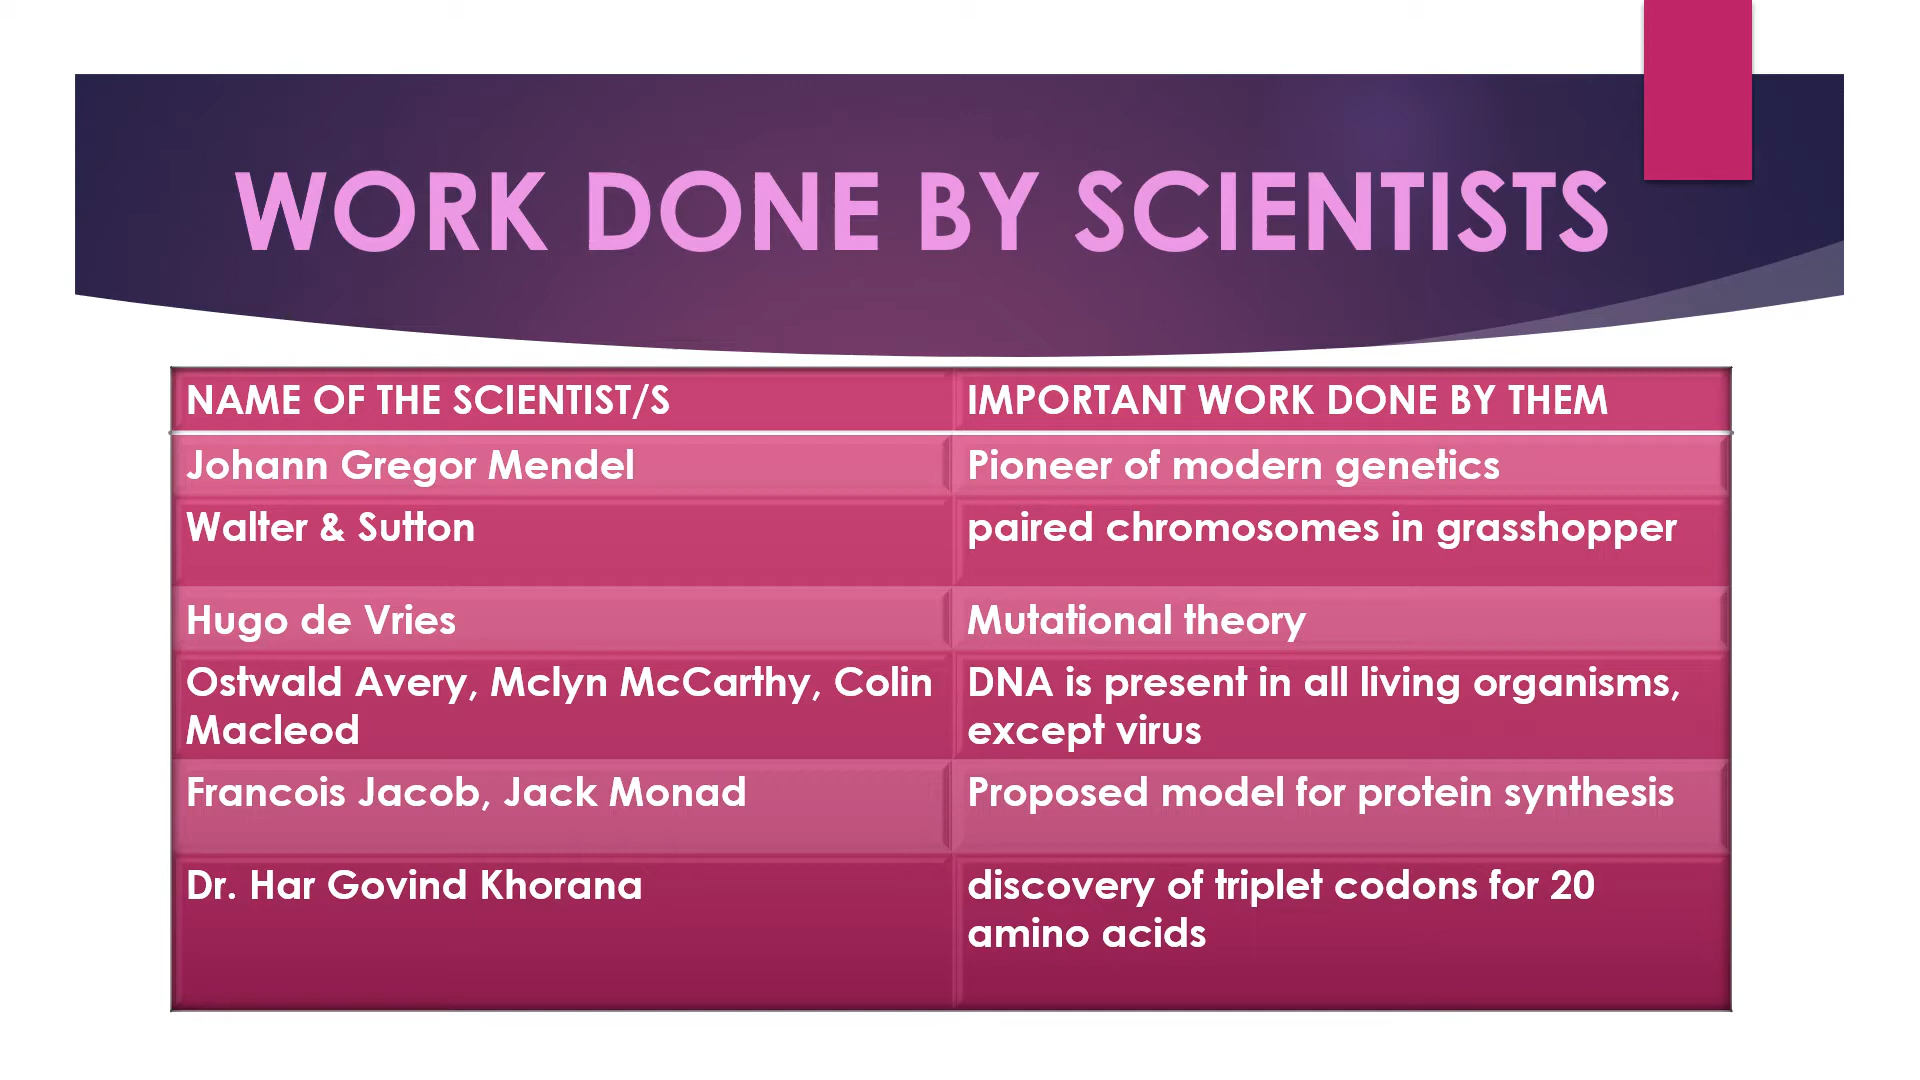 WORK DONE BY SCIENTISTS
NAME OF THE SCIENTIST/S
IMPORTANT WORK DONE BY THEM
Johann Gregor Mendel
Pioneer of modern genetics
Walter & Sutton
paired chromosomes in grasshopper
Hugo de Vries
Mutational theory
Ostwald Avery, Mclyn McCarthy, Colin
Macleod
DNA is present in all living organisms,
except virus
Francois Jacob, Jack Monad
Proposed model for protein synthesis
Dr. Har Govind Khorana
discovery of triplet codons for 20
amino acids